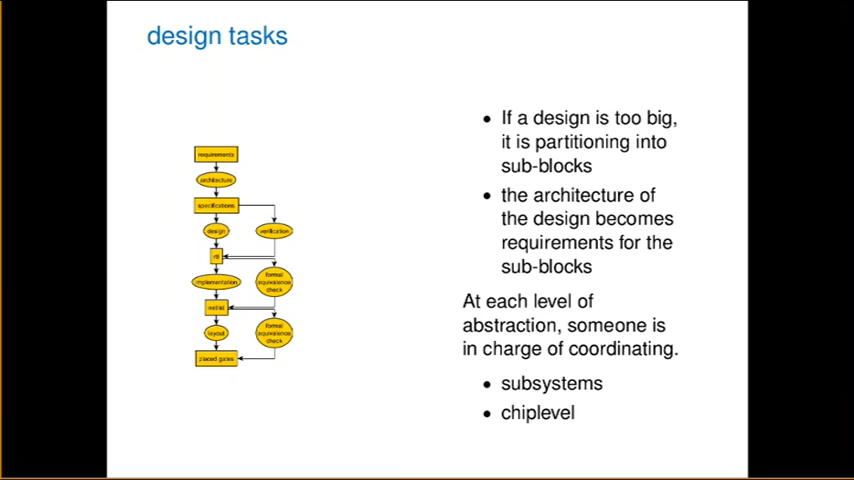 design tasks
requirements
architecture
specifications
design
verification
rtl
implementation
formal
equivalence
check
netlist
layout
formal
equivalence
check
placed gates
• If a design is too big,
it is partitioning into
sub-blocks
• the architecture of
the design becomes
requirements for the
sub-blocks
At each level of
abstraction, someone is
in charge of coordinating.
• subsystems
• chiplevel